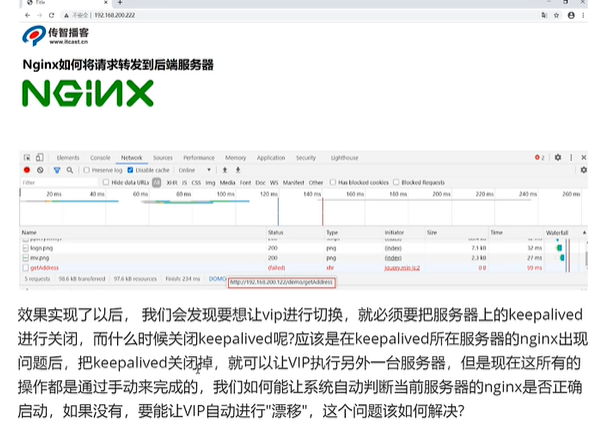 Title
不安全 | 192.168.200.222
传智播客
www.itcast.cn
Nginx如何将请求转发到后端服务器
NGINX
Elements Console Network Sources Performance Memory Application Security Lighthouse 2
Preserve log Disable cache Online
Filter Hide data URLs All XHR JS CSS Img Media Font Doc WS Manifest Other Has blocked cookies Blocked Requests
20 ms 40 ms 60 ms 80 ms 100 ms 120 ms 140 ms 160 ms 180 ms 200 ms 220 ms 240 ms 260 ms
Name Status Type Initiator Size Time Waterfall
logo.png 200 png (index) 7.1 kB 32 ms
mv.png 200 png (index) 2.3 kB 27 ms
getAddress (failed) xhr jquery.min.js:2 0 B 99 ms
5 requests 98.6 kB transferred 97.6 kB resources Finish: 234 ms DOMC
http://192.168.200.122/demo/getAddress
效果实现了以后， 我们会发现要想让vip进行切换，就必须要把服务器上的keepalived
进行关闭，而什么时候关闭keepalived呢?应该是在keepalived所在服务器的nginx出现
问题后，把keepalived关闭掉，就可以让VIP执行另外一台服务器，但是现在这所有的
操作都是通过手动来完成的，我们如何能让系统自动判断当前服务器的nginx是否正确
启动，如果没有，要能让VIP自动进行"漂移"，这个问题该如何解决?